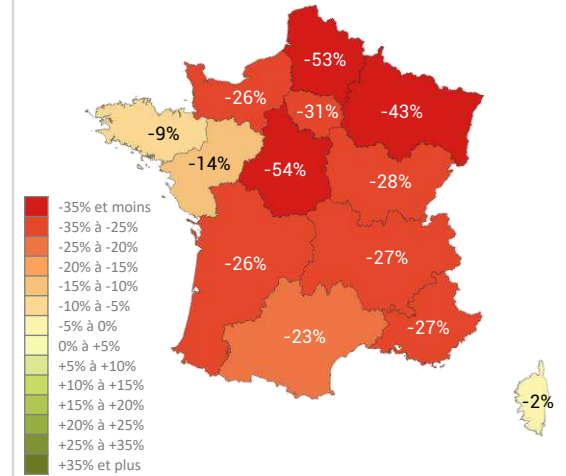 -53%
-26%
-31%
-43%
-9%
-14%
-54%
-28%
-26%
-27%
-23%
-27%
-2%
-35% et moins
-35% à -25%
-25% à -20%
-20% à -15%
-15% à -10%
-10% à -5%
-5% à 0%
0% à +5%
+5% à +10%
+10% à +15%
+15% à +20%
+20% à +25%
+25% à +35%
+35% et plus